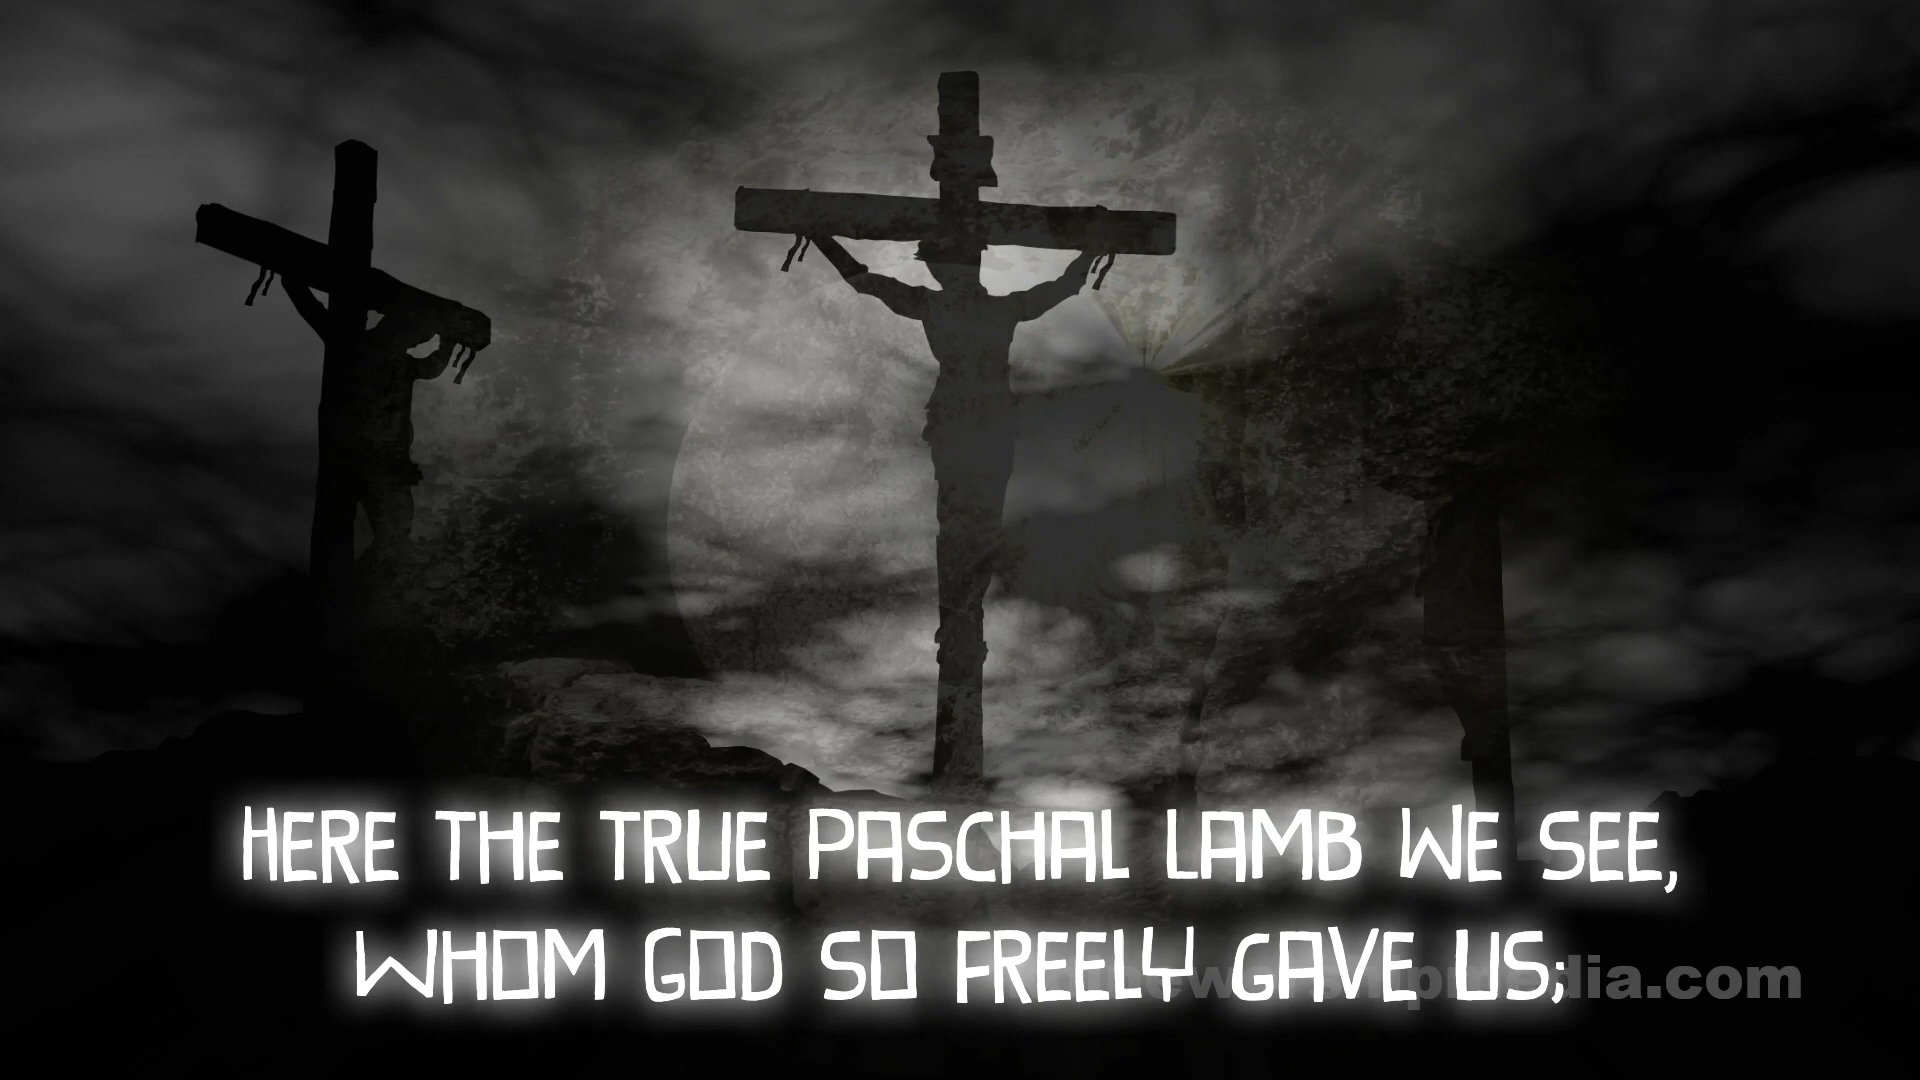 HERE THE TRUE PASCHAL LAMB WE SEE,
WHOM GOD SO FREELY GAVE US;